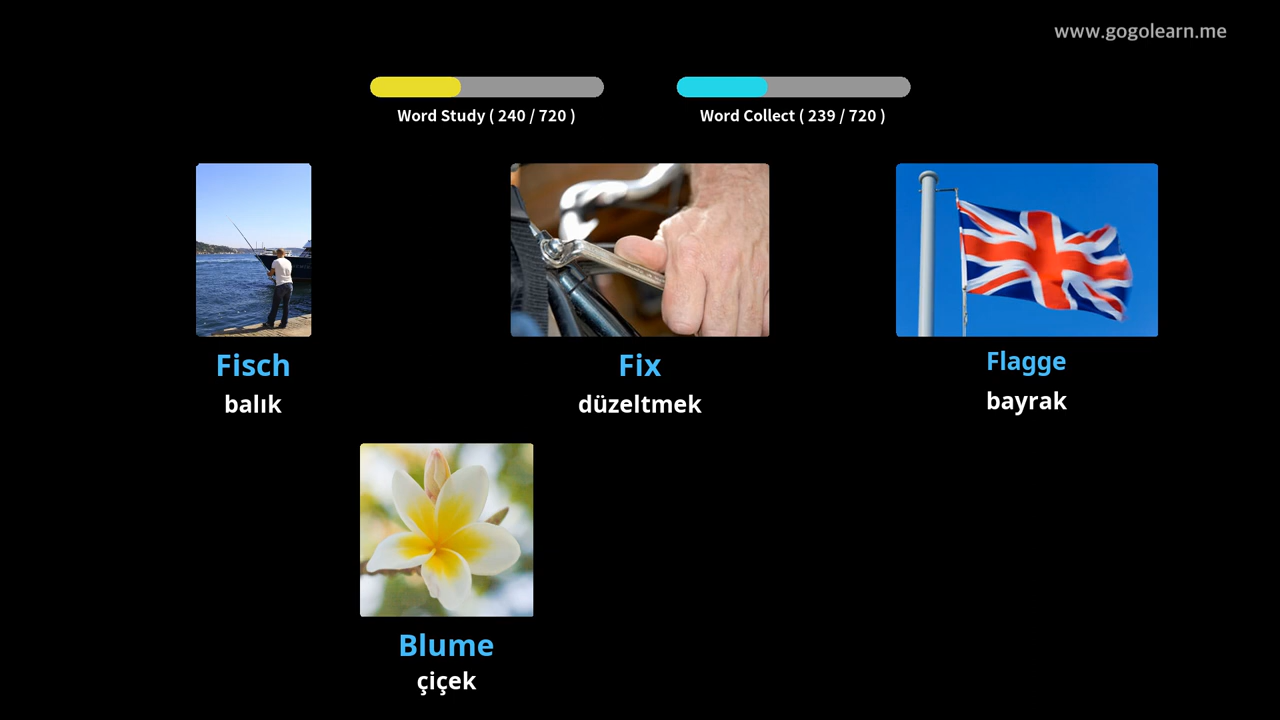 www.gogolearn.me
Word Study ( 240 / 720 )
Word Collect ( 239 / 720 )
Fisch
balık
Fix
düzeltmek
Flagge
bayrak
Blume
çiçek